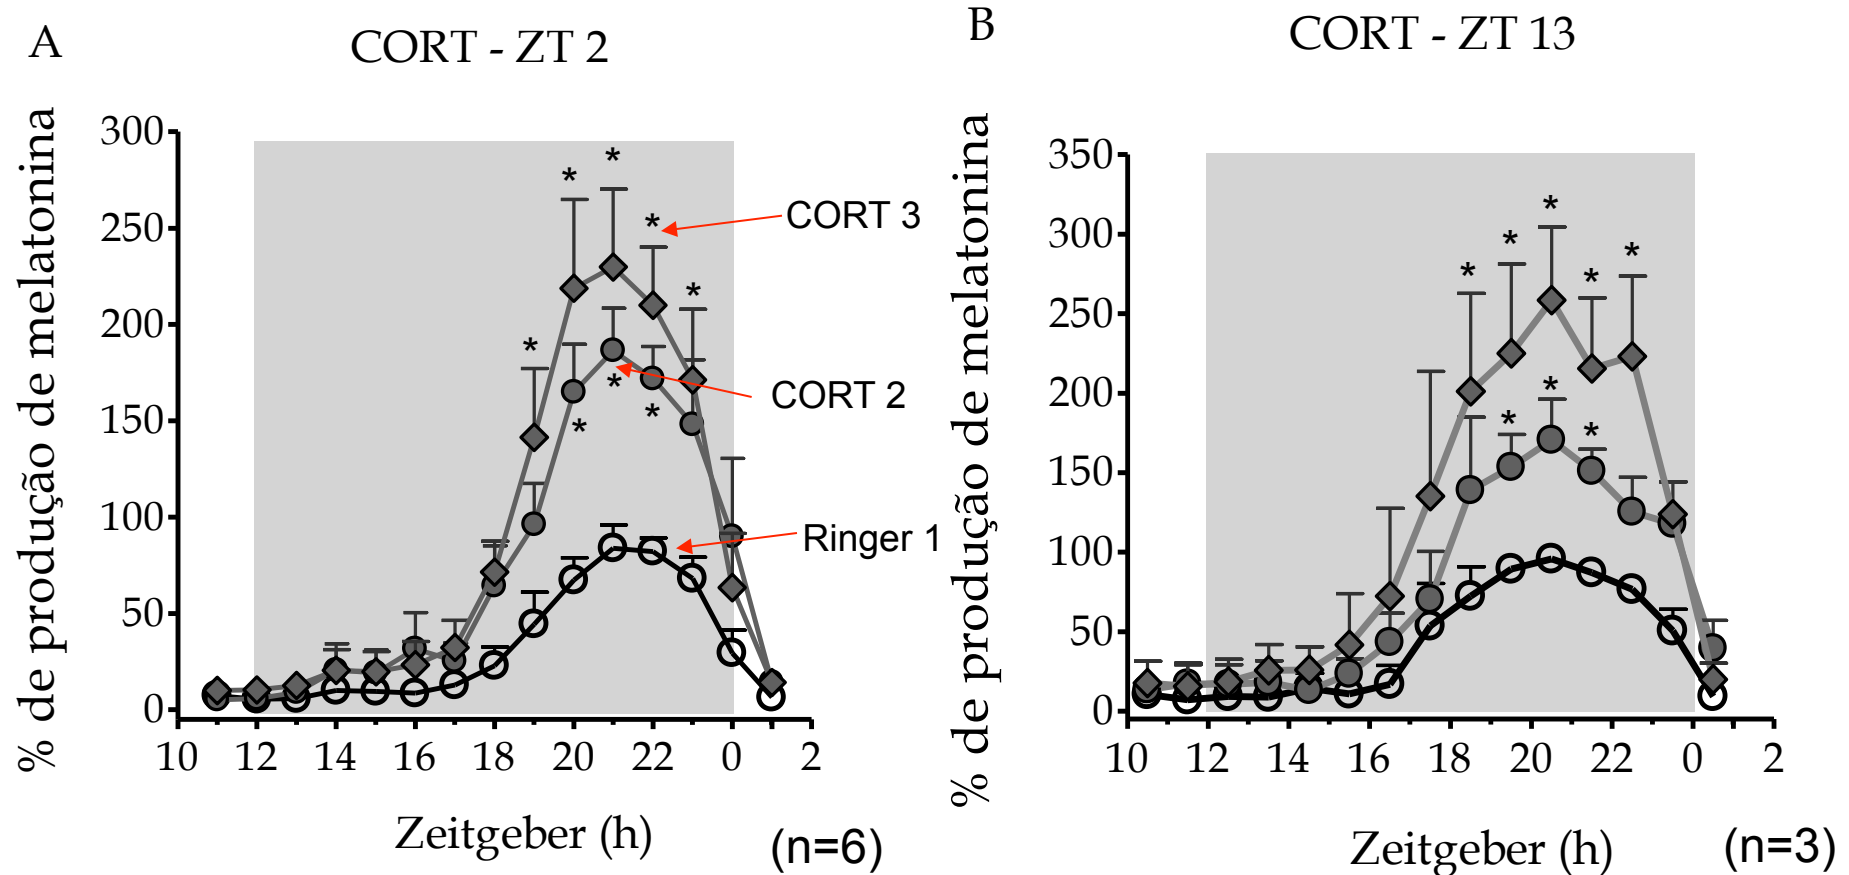 A
CORT - ZT 2
% de produção de melatonina
300
250
200
150
100
50
0
10 12 14 16 18 20 22 0 2
Zeitgeber (h)
(n=6)
* * * * *
* * *
CORT 3
CORT 2
Ringer 1
B
CORT - ZT 13
% de produção de melatonina
350
300
250
200
150
100
50
0
10 12 14 16 18 20 22 0 2
Zeitgeber (h)
(n=3)
* * * * *
* * *